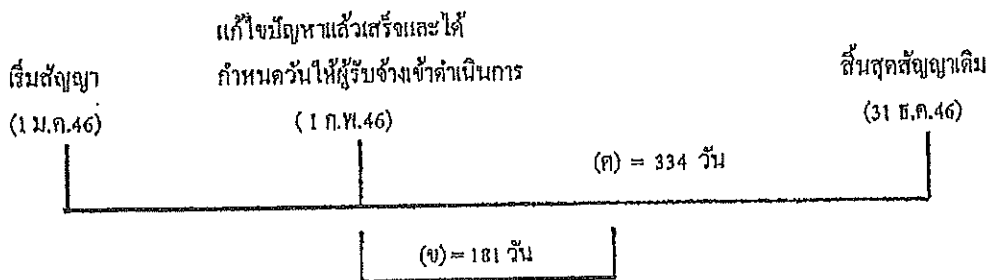 แก้ไขปัญหาแล้วเสร็จและได้
เริ่มสัญญา กำหนดวันให้ผู้รับจ้างเข้าดำเนินการ สิ้นสุดสัญญาเดิม
(1 ม.ค.46) ( 1 ก.พ.46) (31 ธ.ค.46)
(ค) = 334 วัน
(ข) = 181 วัน